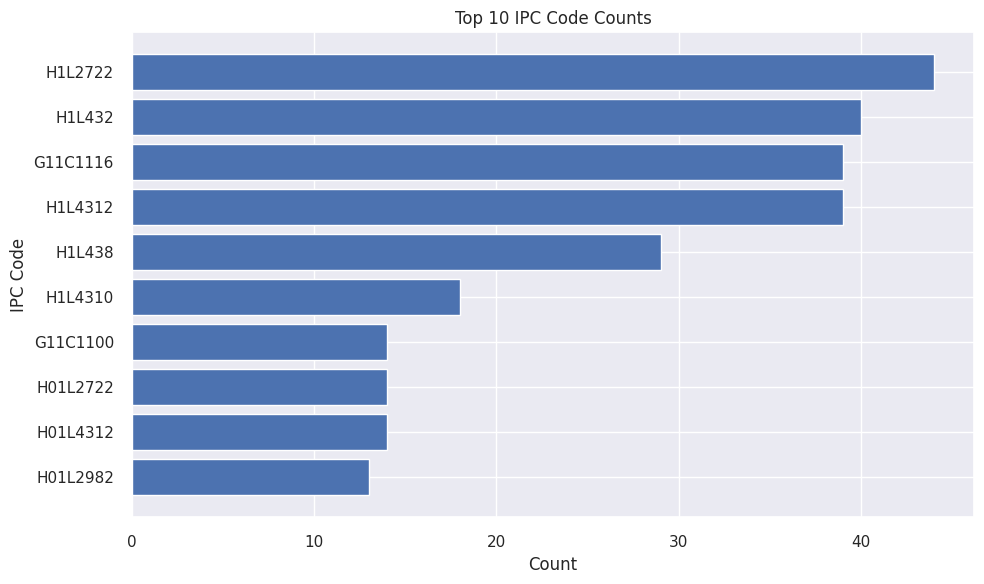 Top 10 IPC Code Counts
IPC Code
H1L2722
H1L432
G11C1116
H1L4312
H1L438
H1L4310
G11C1100
H01L2722
H01L4312
H01L2982
0 10 20 30 40
Count